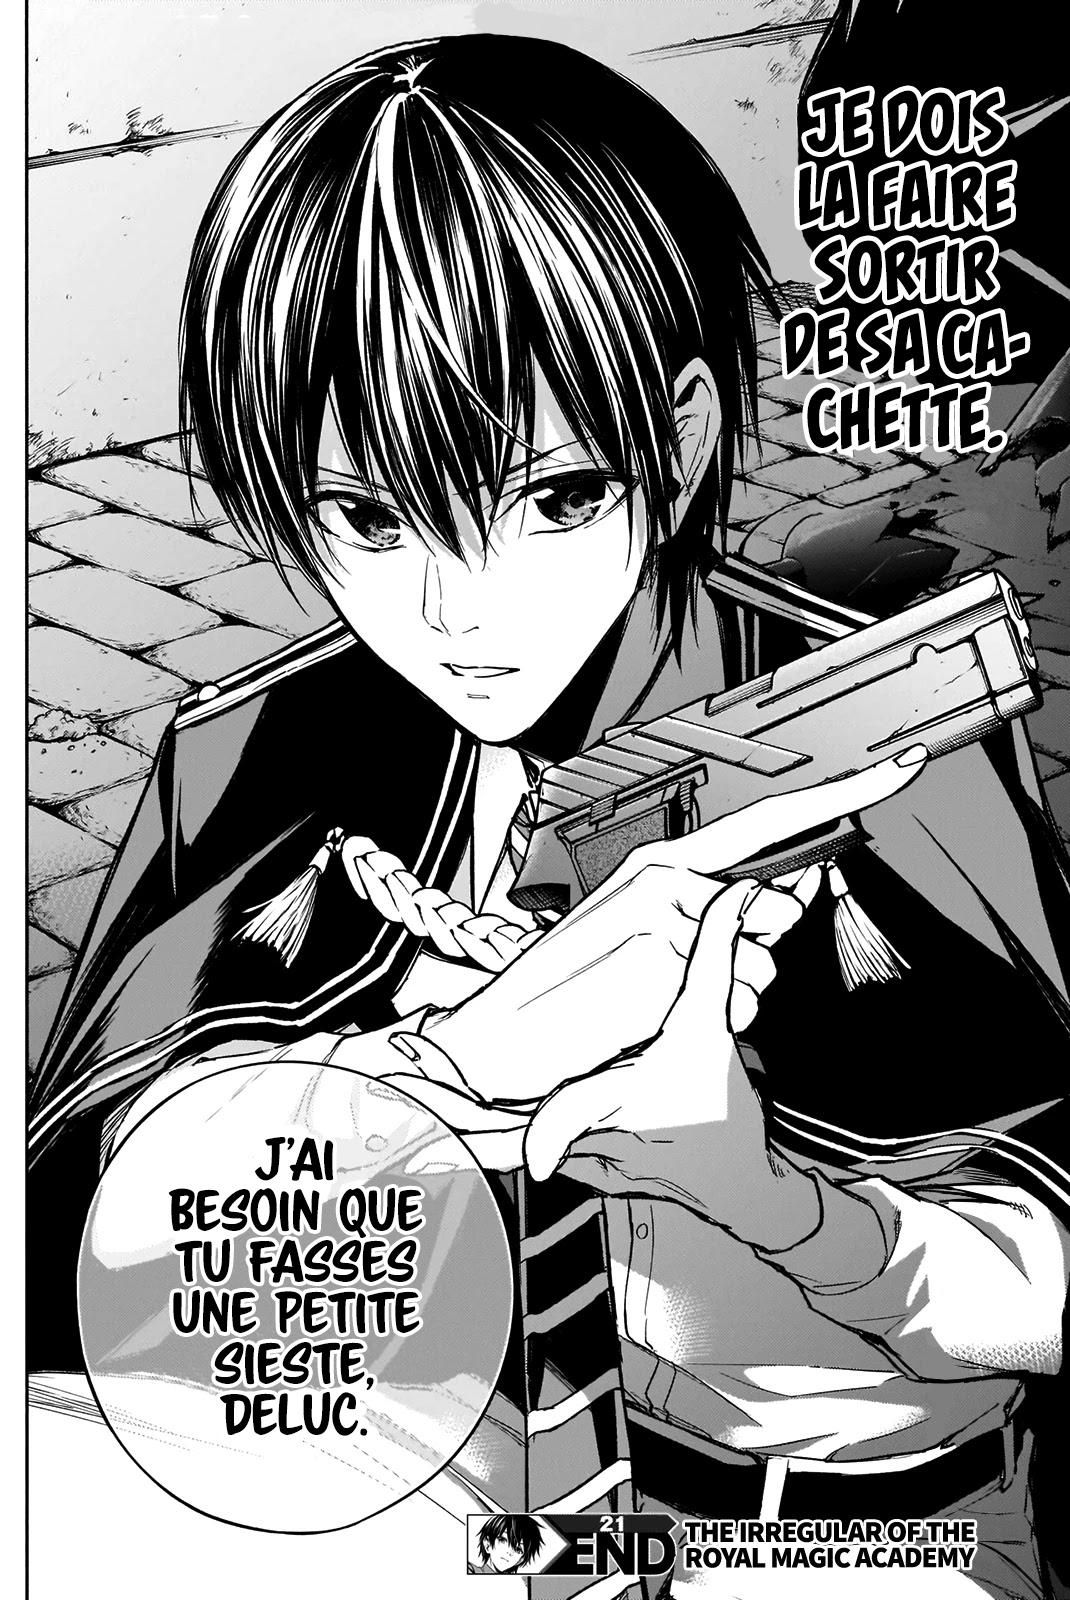 JE DOIS
LA FAIRE
SORTIR
DE SA CA-
CHETTE.
J'AI
BESOIN QUE
TU FASSES
UNE PETITE
SIESTE,
DELUC.
21
END
THE IRREGULAR OF THE
ROYAL MAGIC ACADEMY